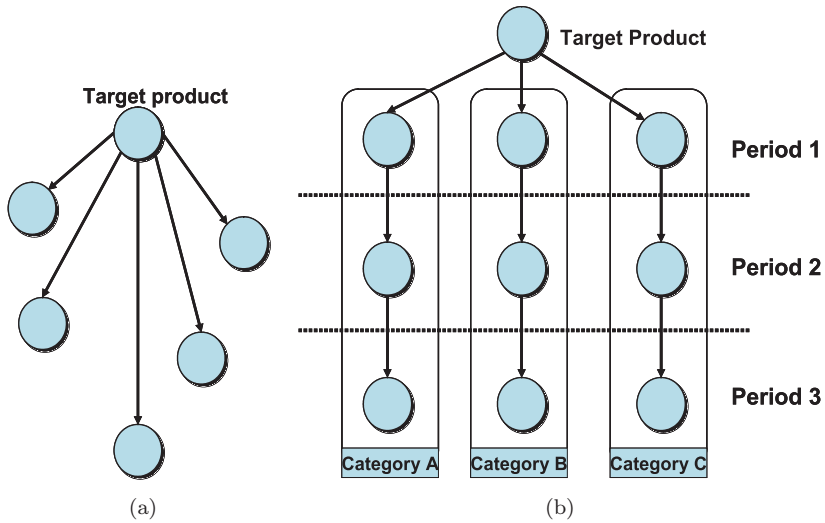 Target product
(a)
Target Product
Period 1
Period 2
Period 3
Category A
Category B
Category C
(b)